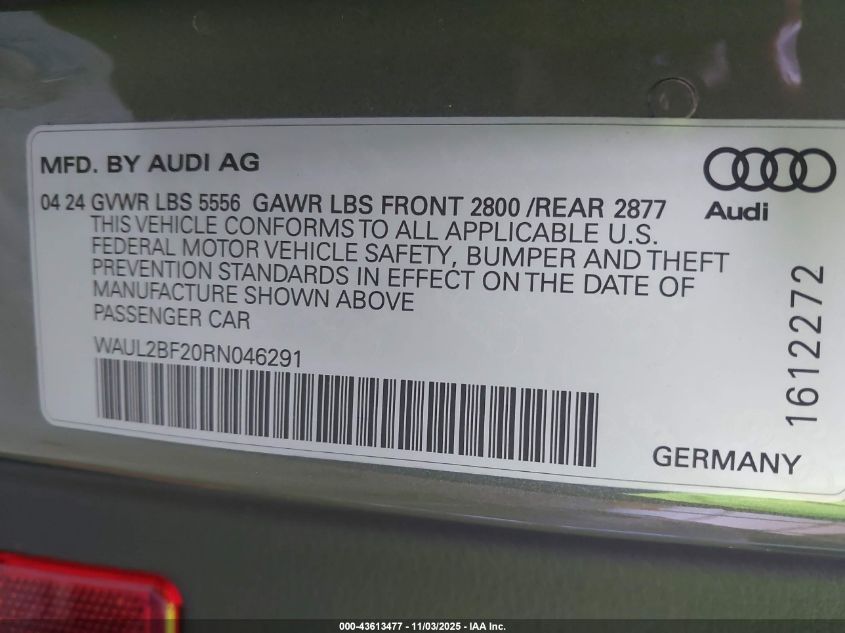 MFD. BY AUDI AG
Audi
04 24 GVWR LBS 5556 GAWR LBS FRONT 2800 /REAR 2877
THIS VEHICLE CONFORMS TO ALL APPLICABLE U.S.
FEDERAL MOTOR VEHICLE SAFETY, BUMPER AND THEFT
PREVENTION STANDARDS IN EFFECT ON THE DATE OF
MANUFACTURE SHOWN ABOVE
PASSENGER CAR
WAUL2BF20RN046291
1612272
GERMANY
000-43613477 - 11/03/2025 - IAA Inc.